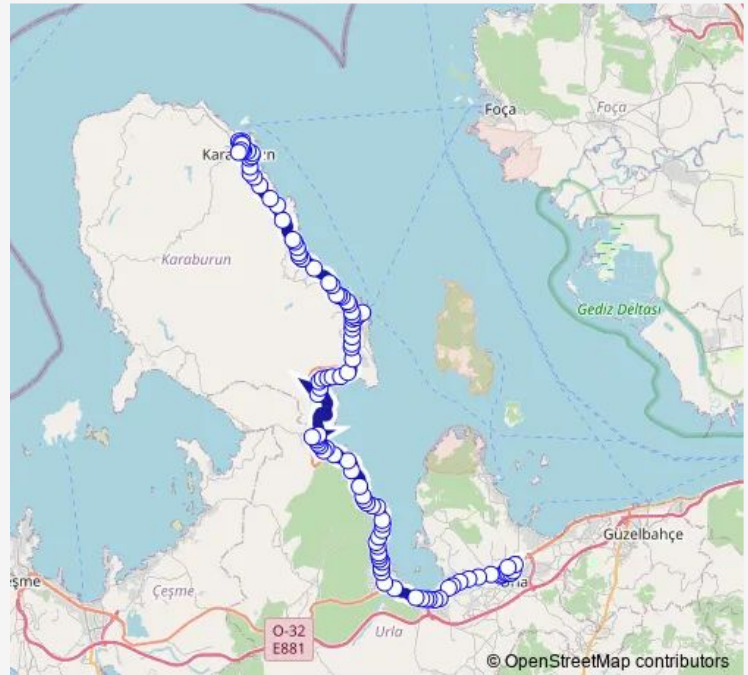 Foça
Foça
Karaburun
Gediz Deltası
Güzelbahçe
Çeşme
O-32
E881
Urla
© OpenStreetMap contributors